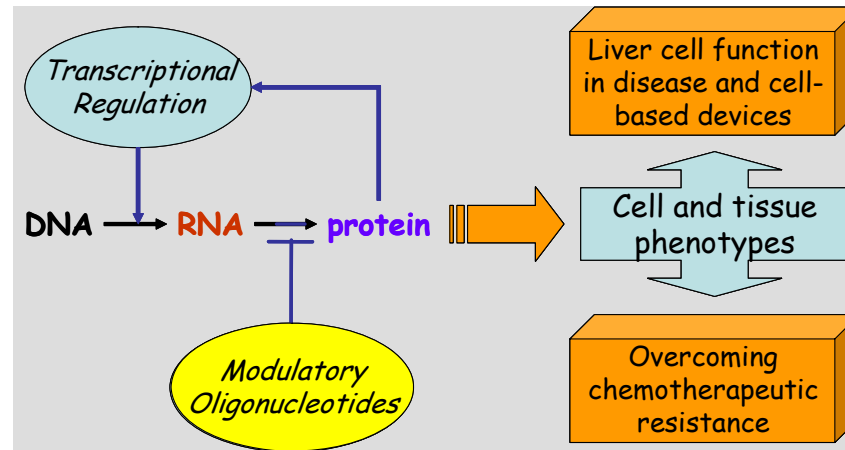 Transcriptional
Regulation
DNA RNA protein
Modulatory
Oligonucleotides
Liver cell function
in disease and cell-
based devices
Cell and tissue
phenotypes
Overcoming
chemotherapeutic
resistance